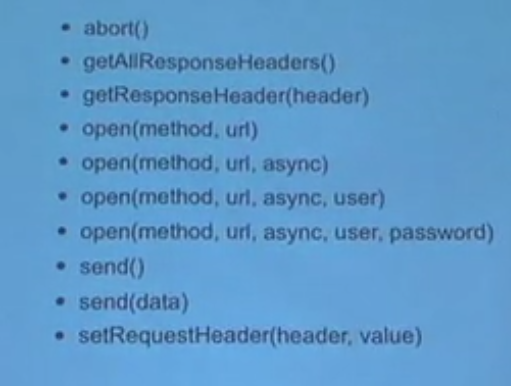 • abort()
• getAllResponseHeaders()
• getResponseHeader(header)
• open(method, url)
• open(method, url, async)
• open(method, url, async, user)
• open(method, url, async, user, password)
• send()
• send(data)
• setRequestHeader(header, value)